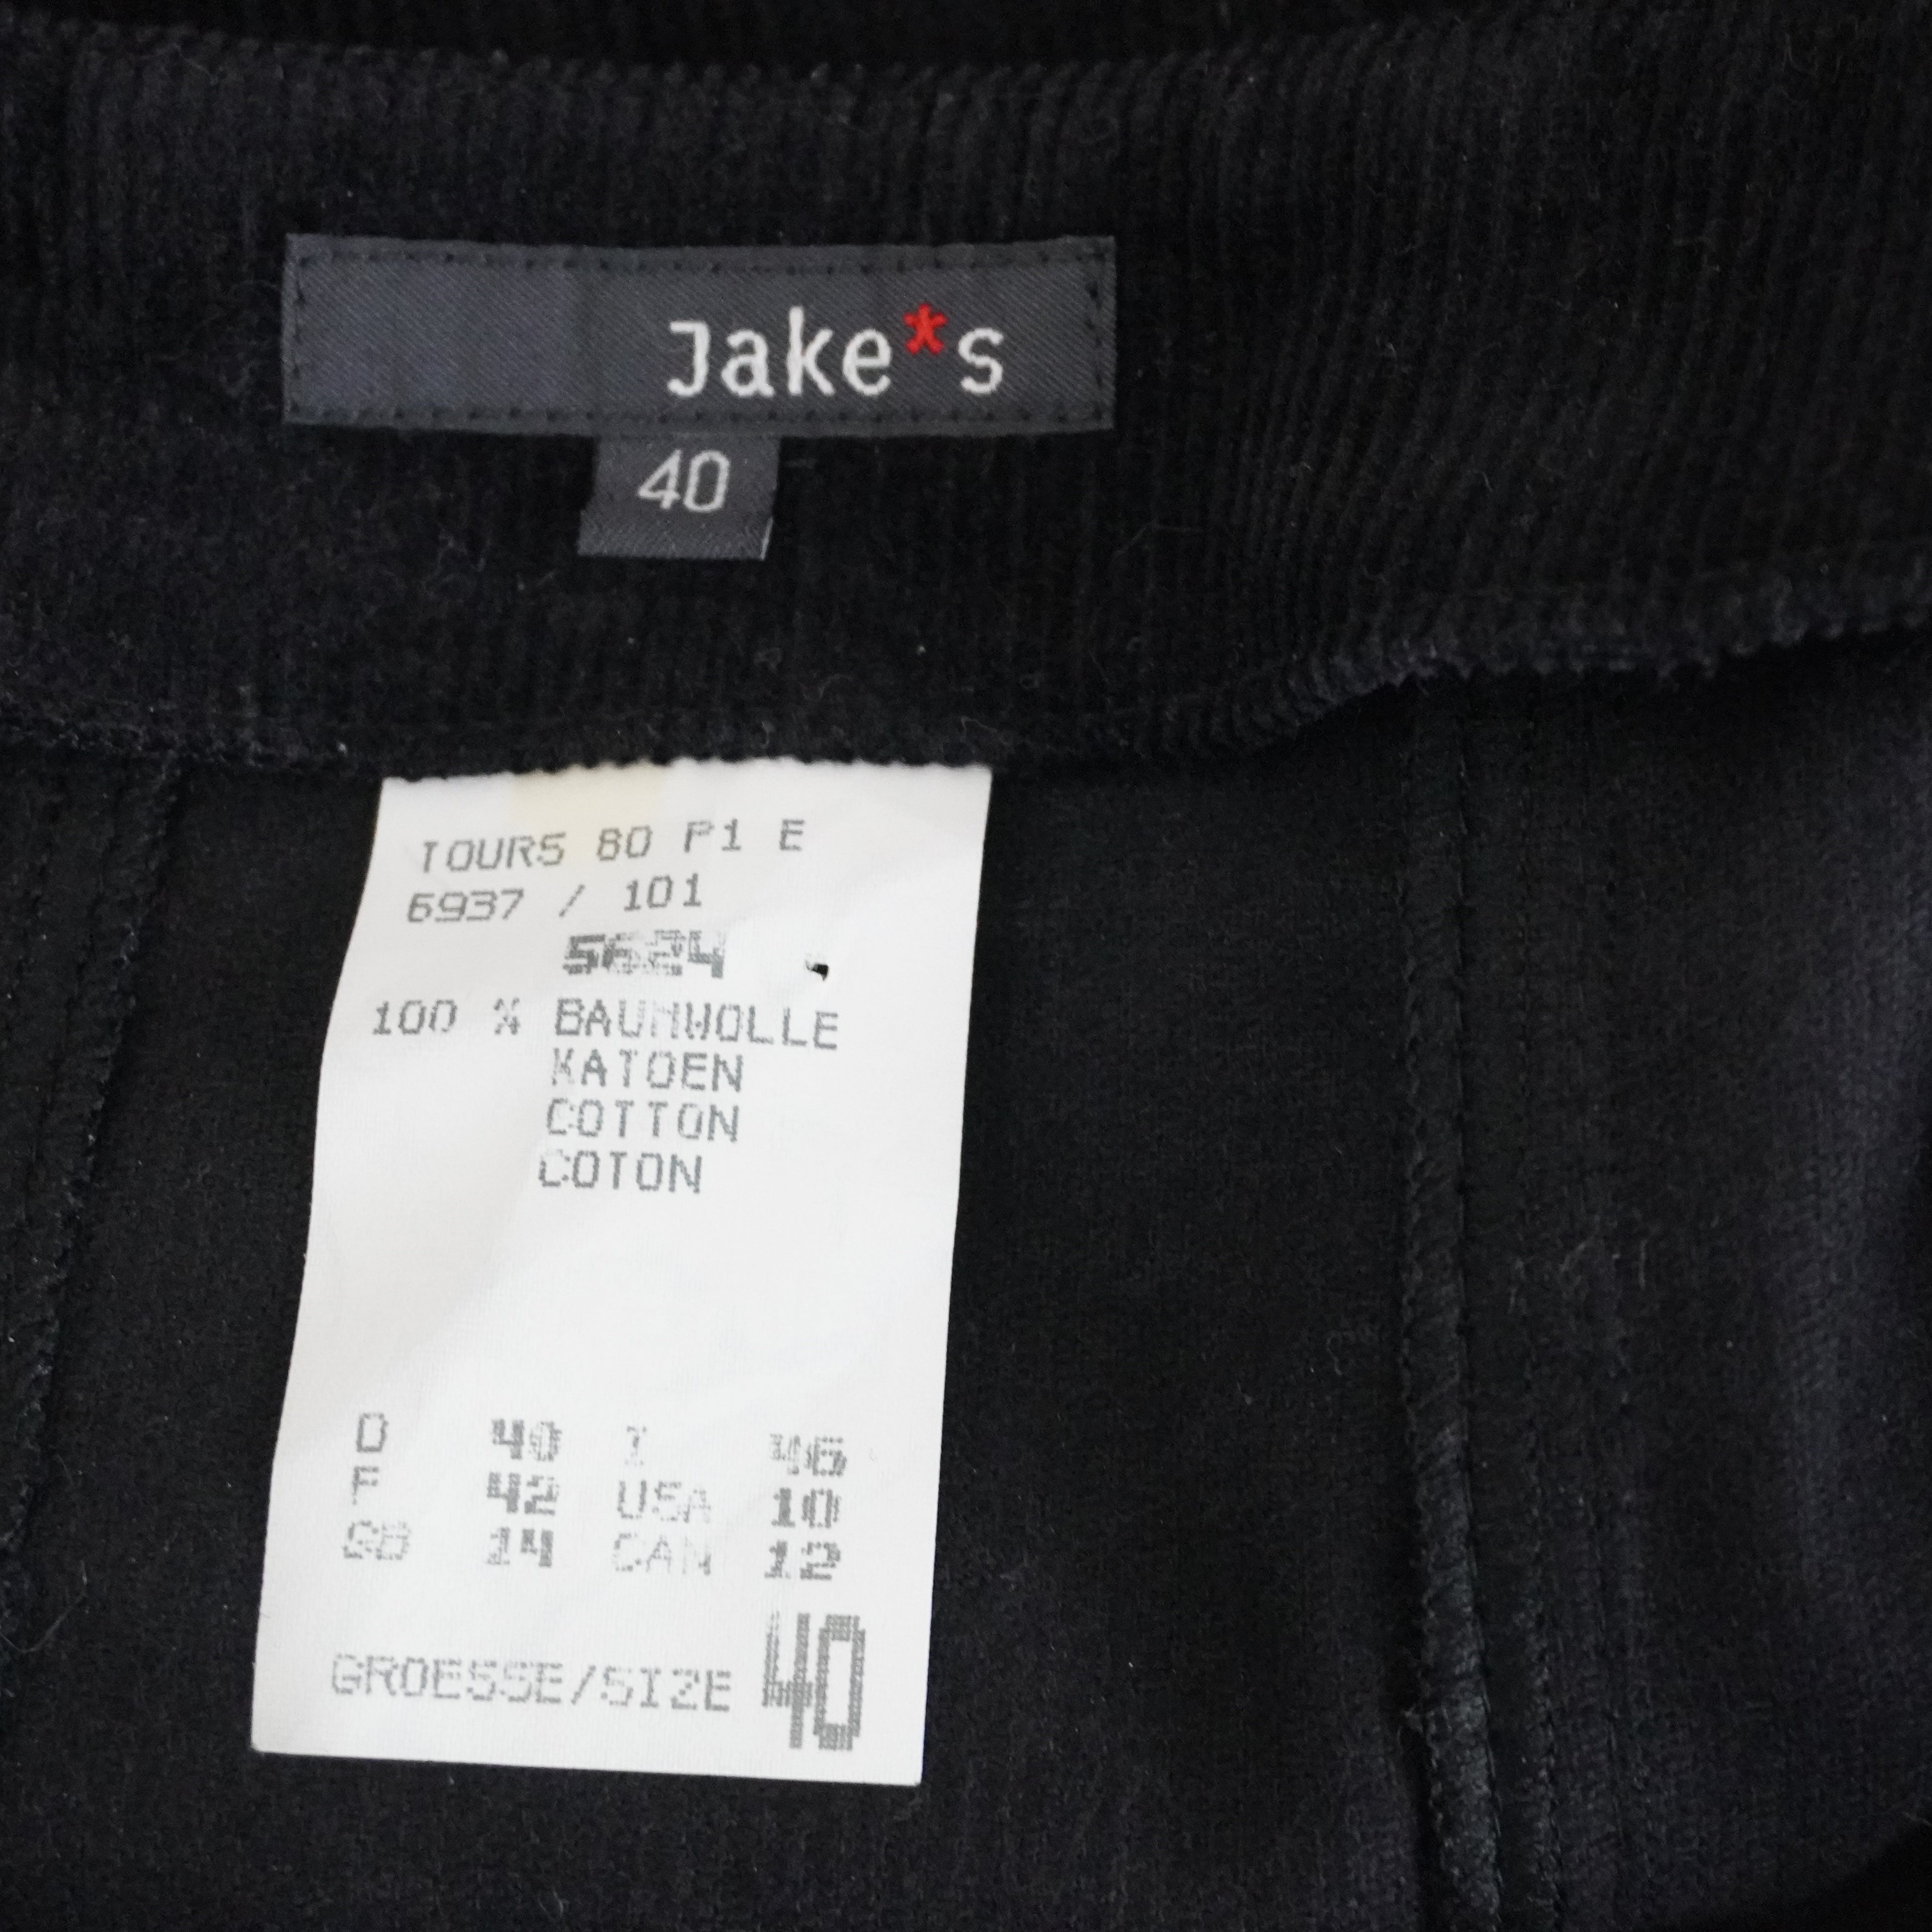 Jake*s
40
TOURS 80 P1 E
6937 / 101
5624
100 % BAUMWOLLE
KATOEN
COTTON
COTON
D 40 I 46
F 42 USA 10
GB 14 CAN 12
GROESSE/SIZE 40